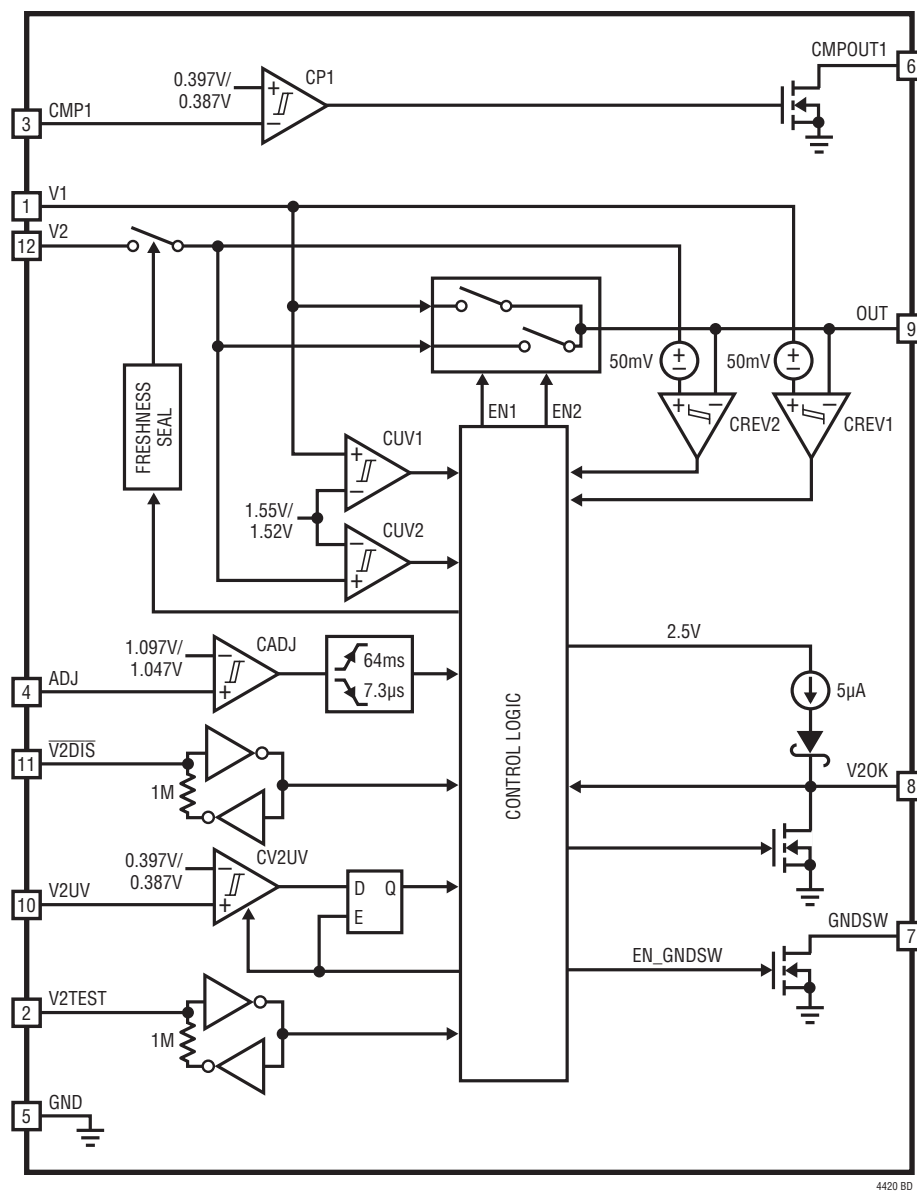 CMPOUT1
6
0.397V/
0.387V
CP1
+
–
3
CMP1
1
V1
12
V2
OUT
9
50mV
+
–
50mV
+
–
+
–
+
–
CREV2
CREV1
EN1
EN2
FRESHNESS
SEAL
CUV1
+
–
1.55V/
1.52V
CUV2
–
+
1.097V/
1.047V
CADJ
–
+
64ms
7.3µs
4
ADJ
2.5V
5µA
CONTROL LOGIC
11
V2DIS
1M
V2OK
8
0.397V/
0.387V
CV2UV
–
+
D
Q
E
10
V2UV
GNDSW
7
EN_GNDSW
2
V2TEST
1M
5
GND
4420 BD